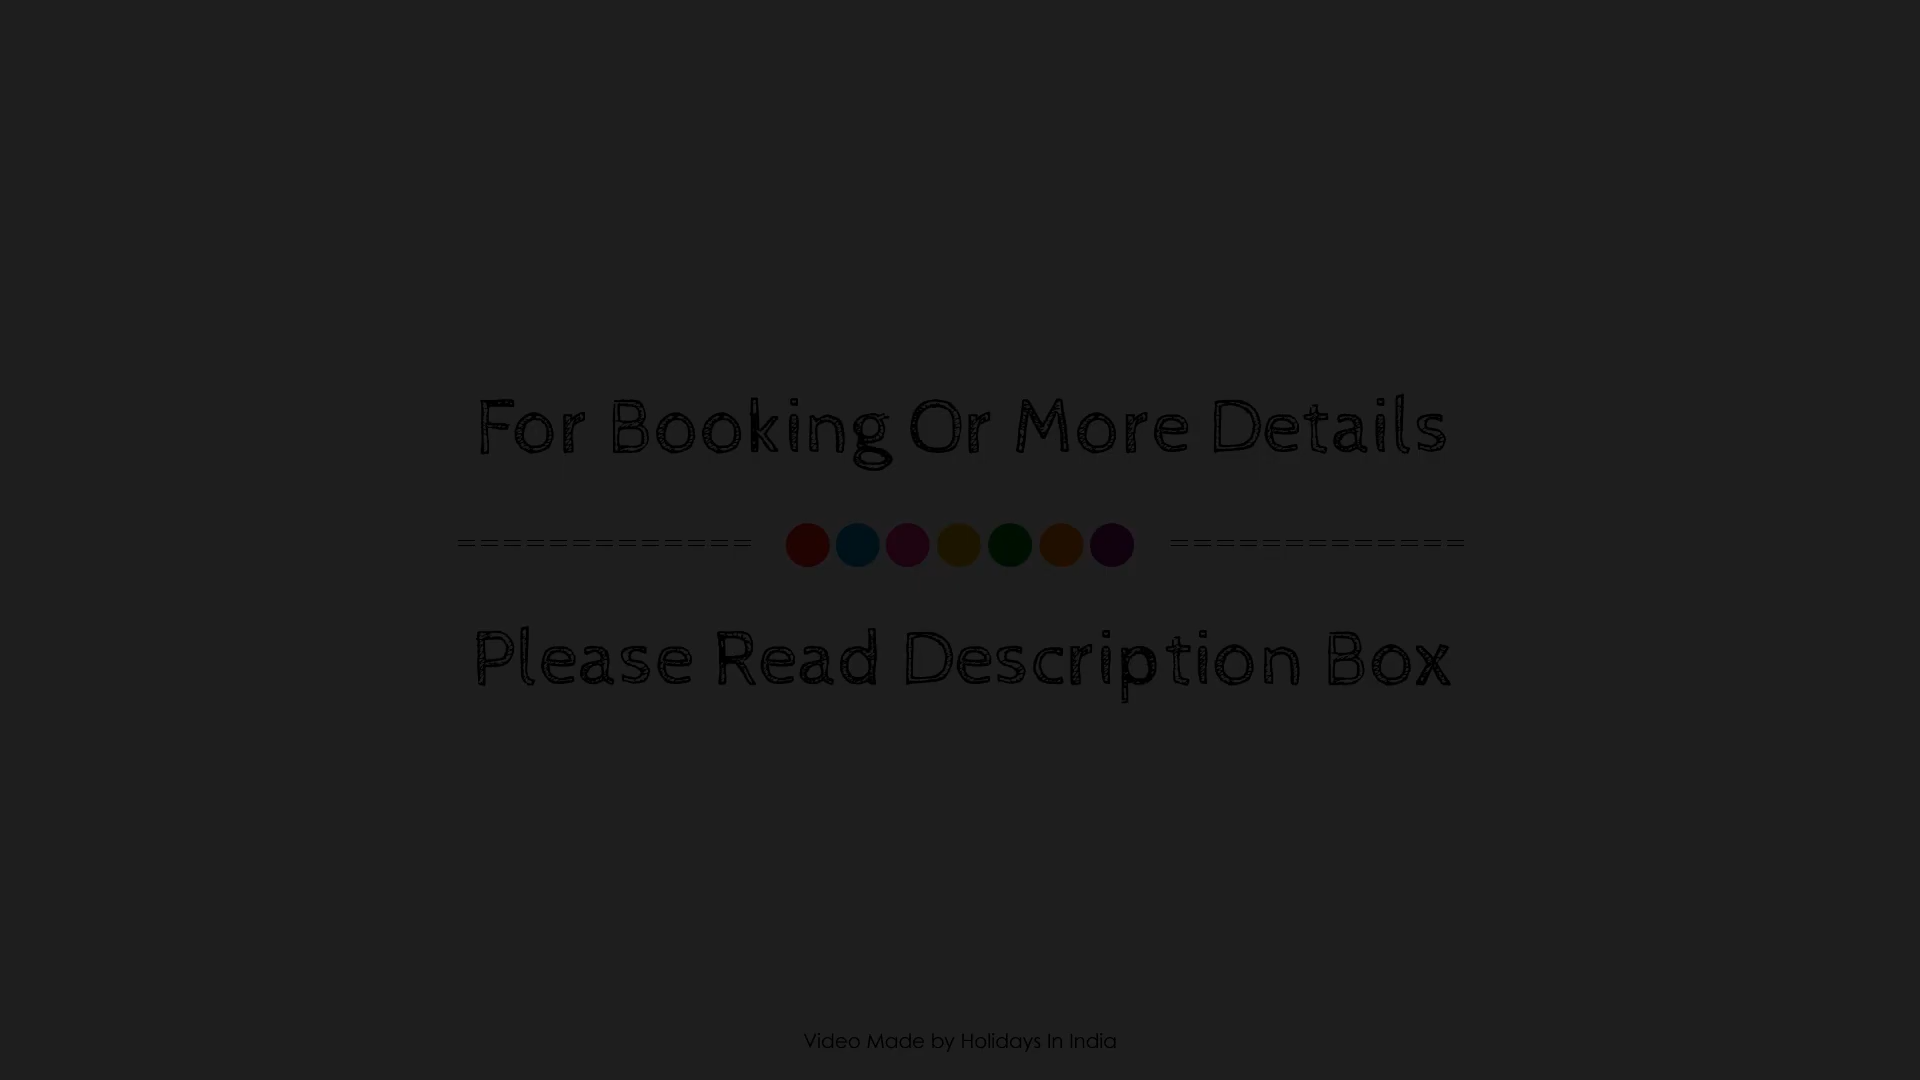 For Booking Or More Details
============= =============
Please Read Description Box
Video Made by Holidays In India